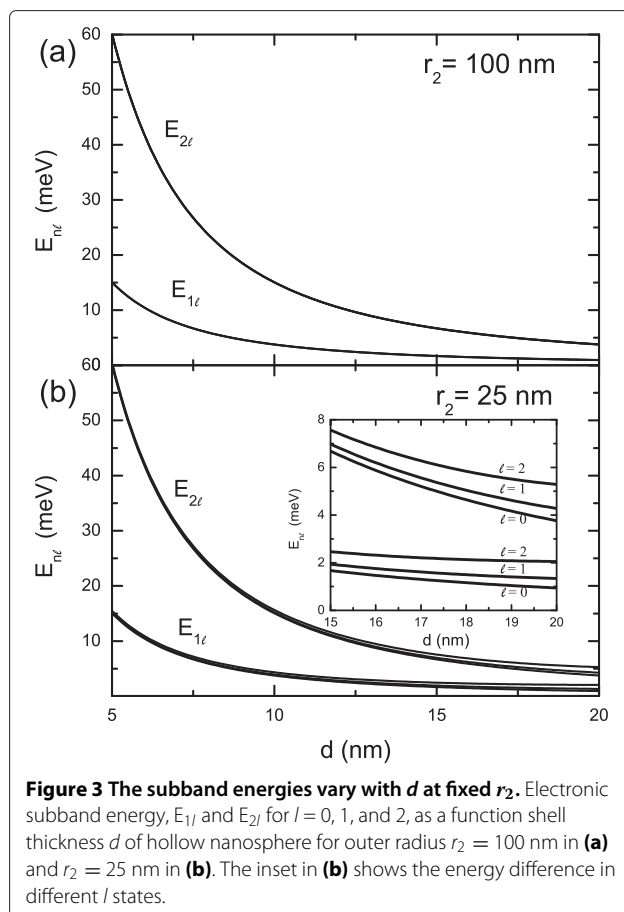 (a)
r₂= 100 nm
60
50
40
30
20
10
E₂ℓ
E₁ℓ
Eₙℓ (meV)
(b)
r₂= 25 nm
60
50
40
30
20
10
E₂ℓ
E₁ℓ
Eₙℓ (meV)
8
6
4
2
0
ℓ = 2
ℓ = 1
ℓ = 0
ℓ = 2
ℓ = 1
ℓ = 0
Eₙℓ (meV)
15 16 17 18 19 20
d (nm)
5 10 15 20
d (nm)
Figure 3 The subband energies vary with d at fixed r₂. Electronic
subband energy, E₁ₗ and E₂ₗ for l = 0, 1, and 2, as a function shell
thickness d of hollow nanosphere for outer radius r₂ = 100 nm in (a)
and r₂ = 25 nm in (b). The inset in (b) shows the energy difference in
different l states.